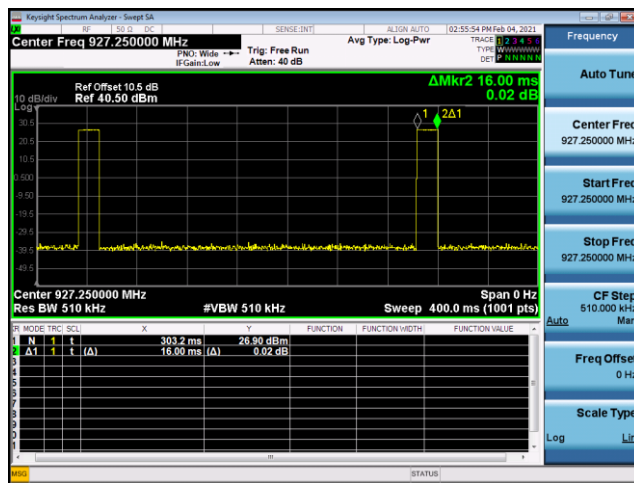 Keysight Spectrum Analyzer - Swept SA
RF 50 Ω DC SENSE:INT ALIGN AUTO 02:55:54 PM Feb 04, 2021
Center Freq 927.250000 MHz
PNO: Wide
IFGain:Low
Trig: Free Run
Atten: 40 dB
Avg Type: Log-Pwr
TRACE 1 2 3 4 5 6
TYPE
DET P N N N N N
Ref Offset 10.5 dB
10 dB/div Ref 40.50 dBm
Log
ΔMkr2 16.00 ms
0.02 dB
1 2Δ1
30.5
20.5
10.5
0.500
-9.50
-19.5
-29.5
-39.5
-49.5
Center 927.250000 MHz Span 0 Hz
Res BW 510 kHz #VBW 510 kHz Sweep 400.0 ms (1001 pts)
MODE TRC SCL X Y FUNCTION FUNCTION WIDTH FUNCTION VALUE
1 N 1 t 303.2 ms 26.90 dBm
2 Δ1 1 t (Δ) 16.00 ms (Δ) 0.02 dB
3
4
5
6
7
8
9
0
1
MSG STATUS
Frequency
Auto Tune
Center Freq
927.250000 MHz
Start Freq
927.250000 MHz
Stop Freq
927.250000 MHz
CF Step
510.000 kHz
Auto Man
Freq Offset
0 Hz
Scale Type
Log Lin